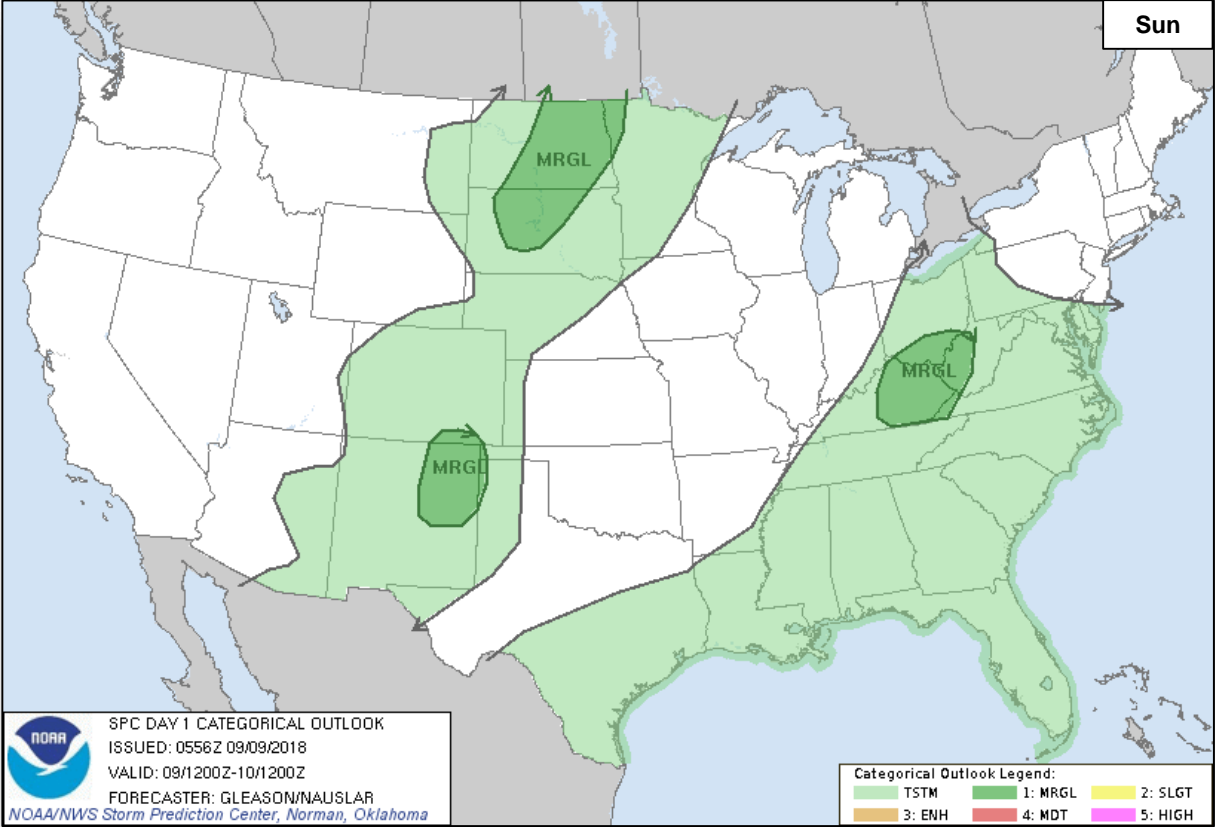 Sun
MRGL
MRGL
MRGL
NOAA
SPC DAY 1 CATEGORICAL OUTLOOK
ISSUED: 0556Z 09/09/2018
VALID: 09/1200Z-10/1200Z
FORECASTER: GLEASON/NAUSLAR
NOAA/NWS Storm Prediction Center, Norman, Oklahoma
Categorical Outlook Legend:
TSTM 1: MRGL 2: SLGT
3: ENH 4: MDT 5: HIGH